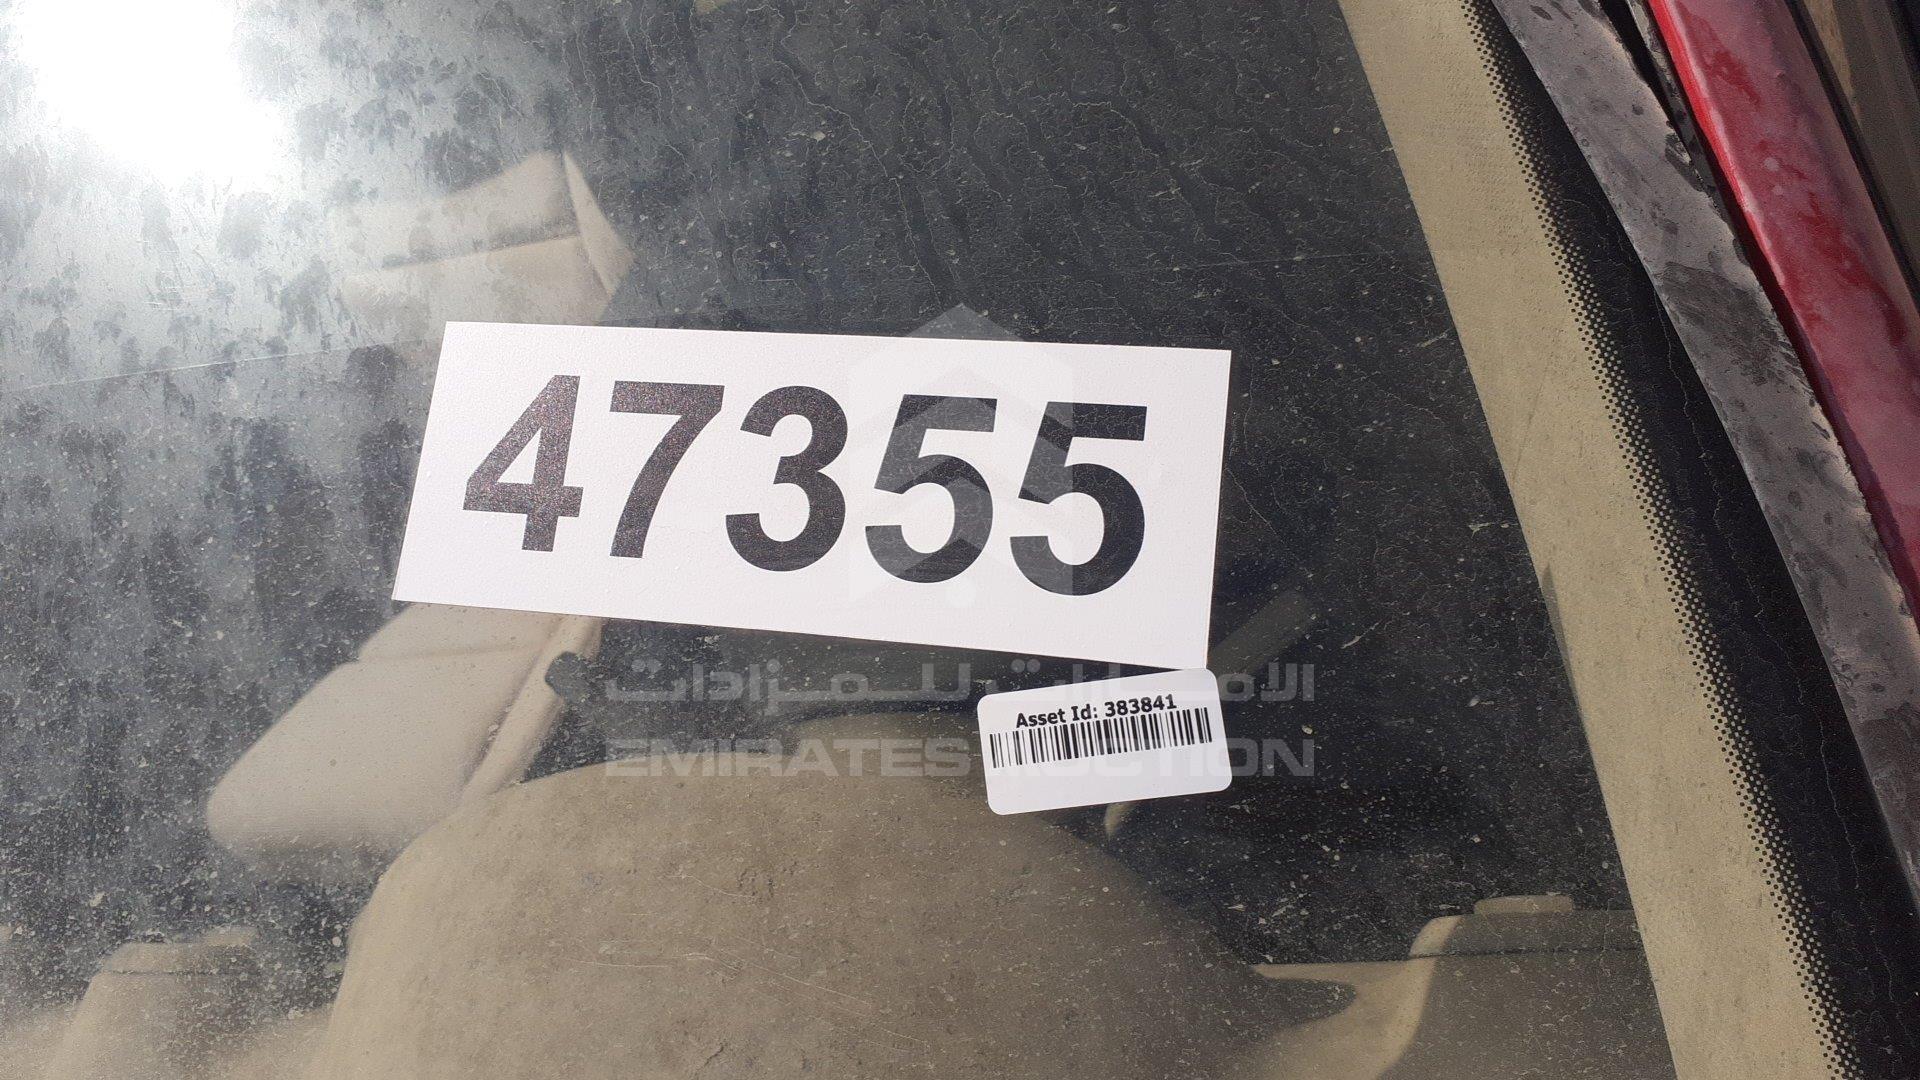 47355
الامارات للمزادات
Asset Id: 383841
EMIRATES AUCTION